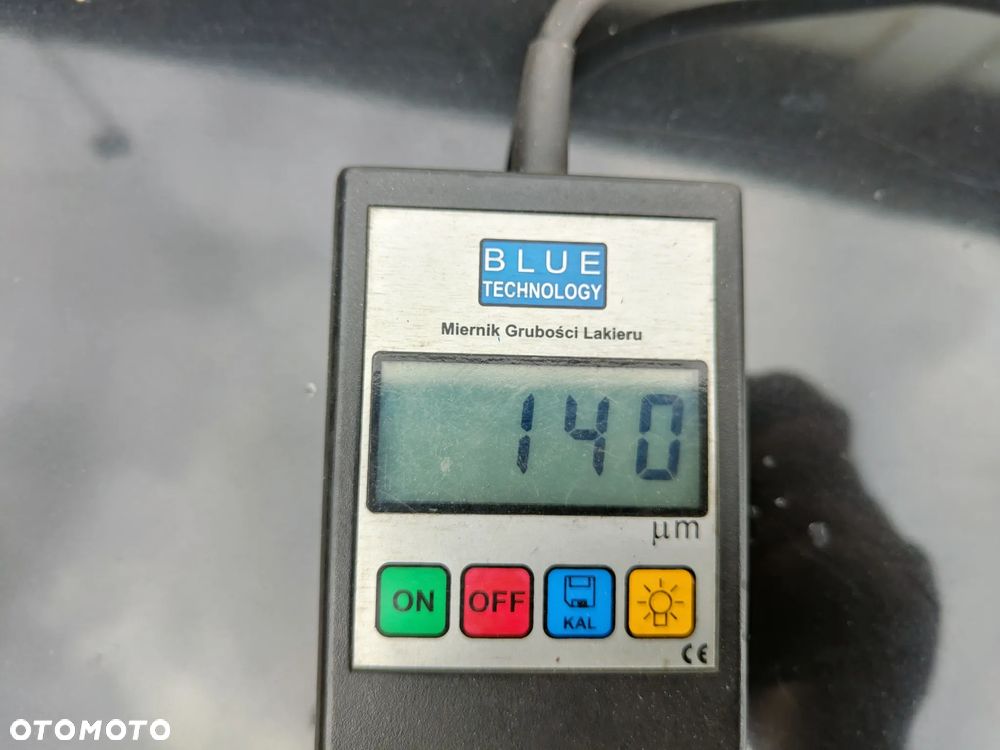 BLUE
TECHNOLOGY
Miernik Grubości Lakieru
140
µm
ON OFF KAL
CE
OTOMOTO